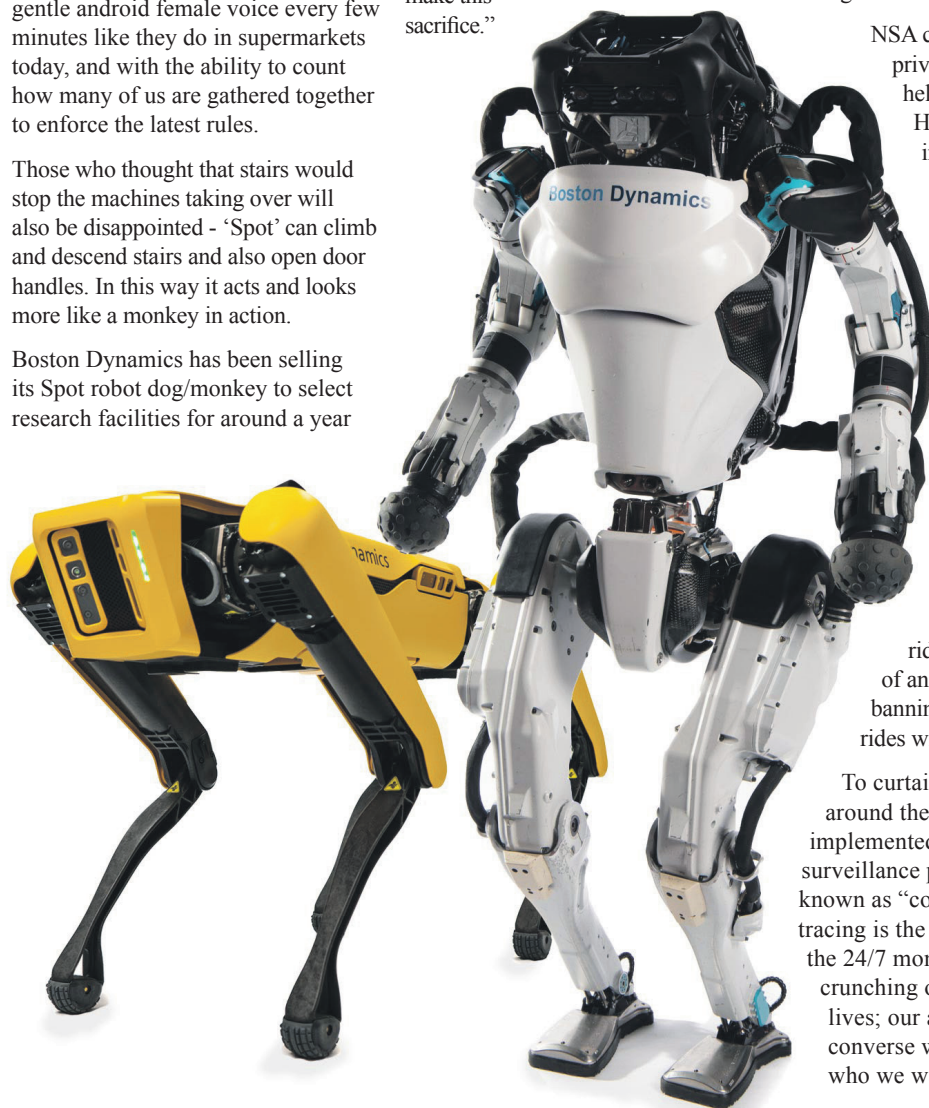 gentle android female voice every few
minutes like they do in supermarkets
today, and with the ability to count
how many of us are gathered together
to enforce the latest rules.
Those who thought that stairs would
stop the machines taking over will
also be disappointed - ‘Spot’ can climb
and descend stairs and also open door
handles. In this way it acts and looks
more like a monkey in action.
Boston Dynamics has been selling
its Spot robot dog/monkey to select
research facilities for around a year
make this
sacrifice.”
Boston Dynamics
namics
NSA c
priv
hel
H
i
rid
of an
bannin
rides w
To curtai
around the
implemented
surveillance p
known as “co
tracing is the
the 24/7 mor
crunching o
lives; our a
converse w
who we w